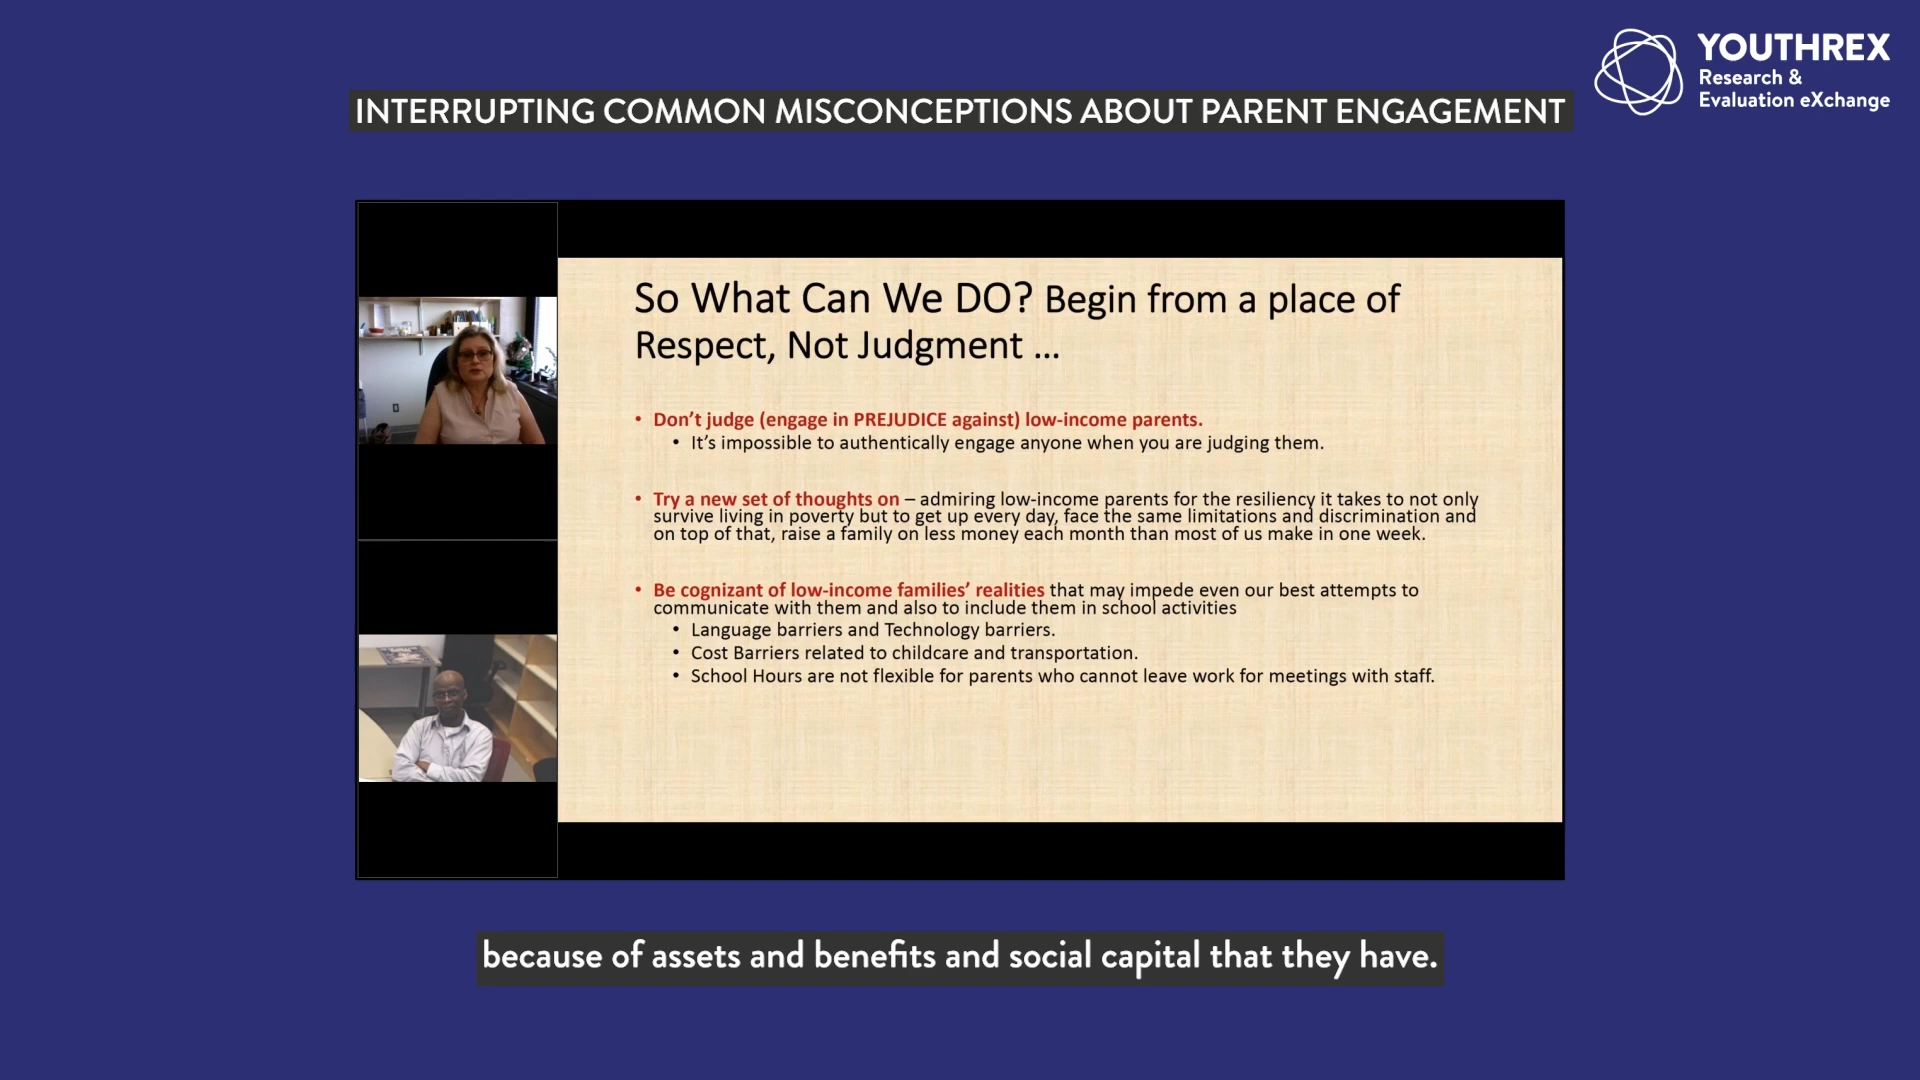 YOUTHREX
Research &
Evaluation eXchange
INTERRUPTING COMMON MISCONCEPTIONS ABOUT PARENT ENGAGEMENT
So What Can We DO? Begin from a place of
Respect, Not Judgment ...
• Don't judge (engage in PREJUDICE against) low-income parents.
• It's impossible to authentically engage anyone when you are judging them.
• Try a new set of thoughts on – admiring low-income parents for the resiliency it takes to not only
survive living in poverty but to get up every day, face the same limitations and discrimination and
on top of that, raise a family on less money each month than most of us make in one week.
• Be cognizant of low-income families' realities that may impede even our best attempts to
communicate with them and also to include them in school activities
• Language barriers and Technology barriers.
• Cost Barriers related to childcare and transportation.
• School Hours are not flexible for parents who cannot leave work for meetings with staff.
because of assets and benefits and social capital that they have.